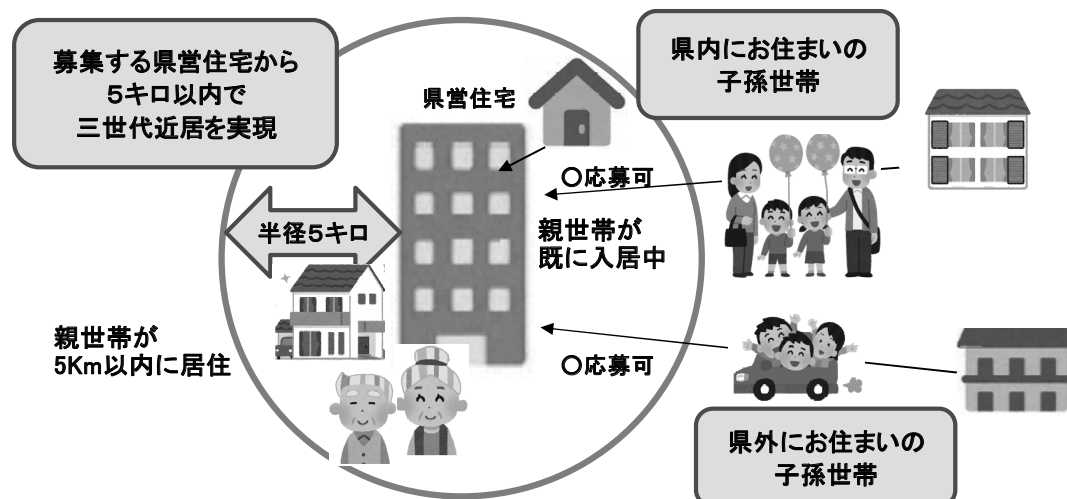 募集する県営住宅から
５キロ以内で
三世代近居を実現
県営住宅
県内にお住まいの
子孫世帯
〇応募可
半径５キロ
親世帯が
既に入居中
親世帯が
5Km以内に居住
〇応募可
県外にお住まいの
子孫世帯